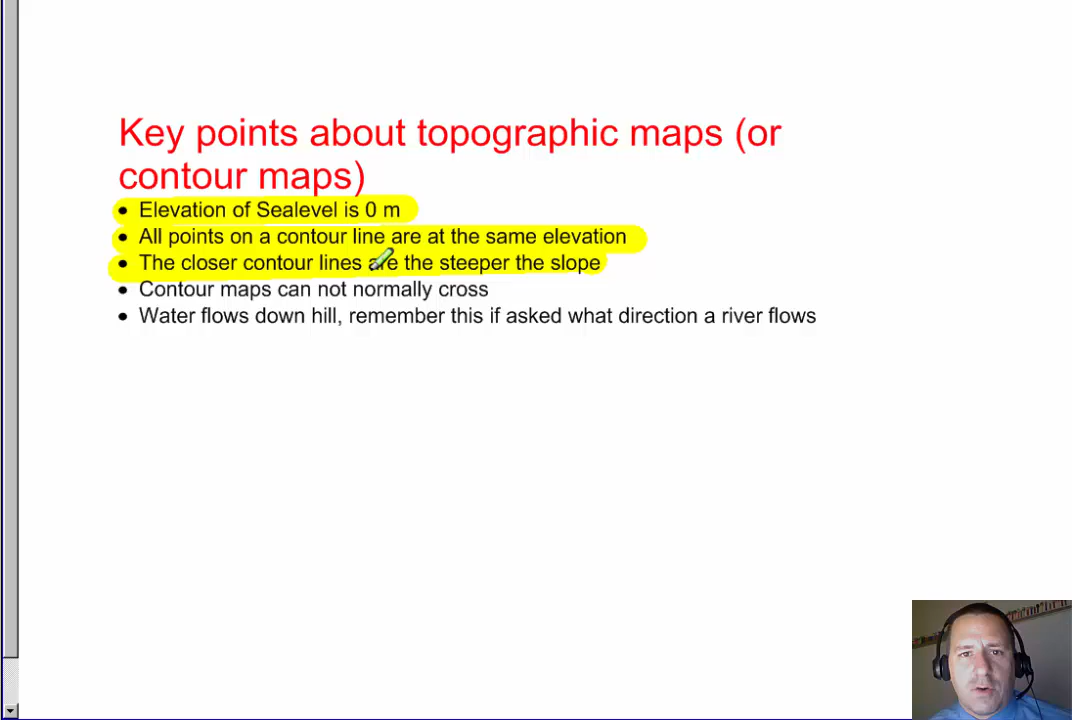 Key points about topographic maps (or
contour maps)
• Elevation of Sealevel is 0 m
• All points on a contour line are at the same elevation
• The closer contour lines are the steeper the slope
• Contour maps can not normally cross
• Water flows down hill, remember this if asked what direction a river flows